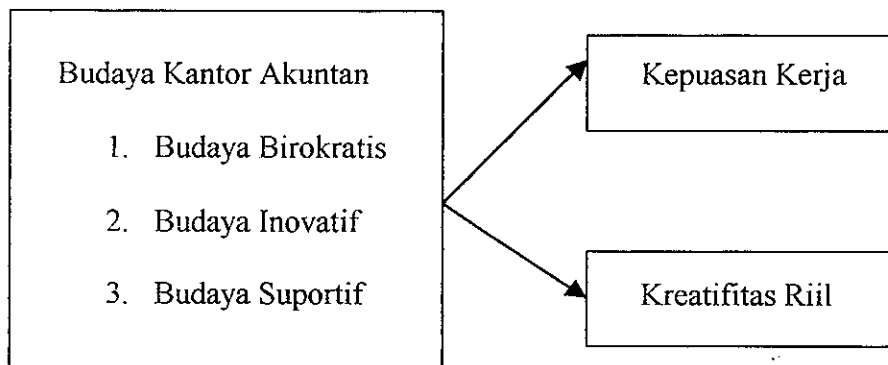 Budaya Kantor Akuntan
1. Budaya Birokratis
2. Budaya Inovatif
3. Budaya Suportif
Kepuasan Kerja
Kreatifitas Riil